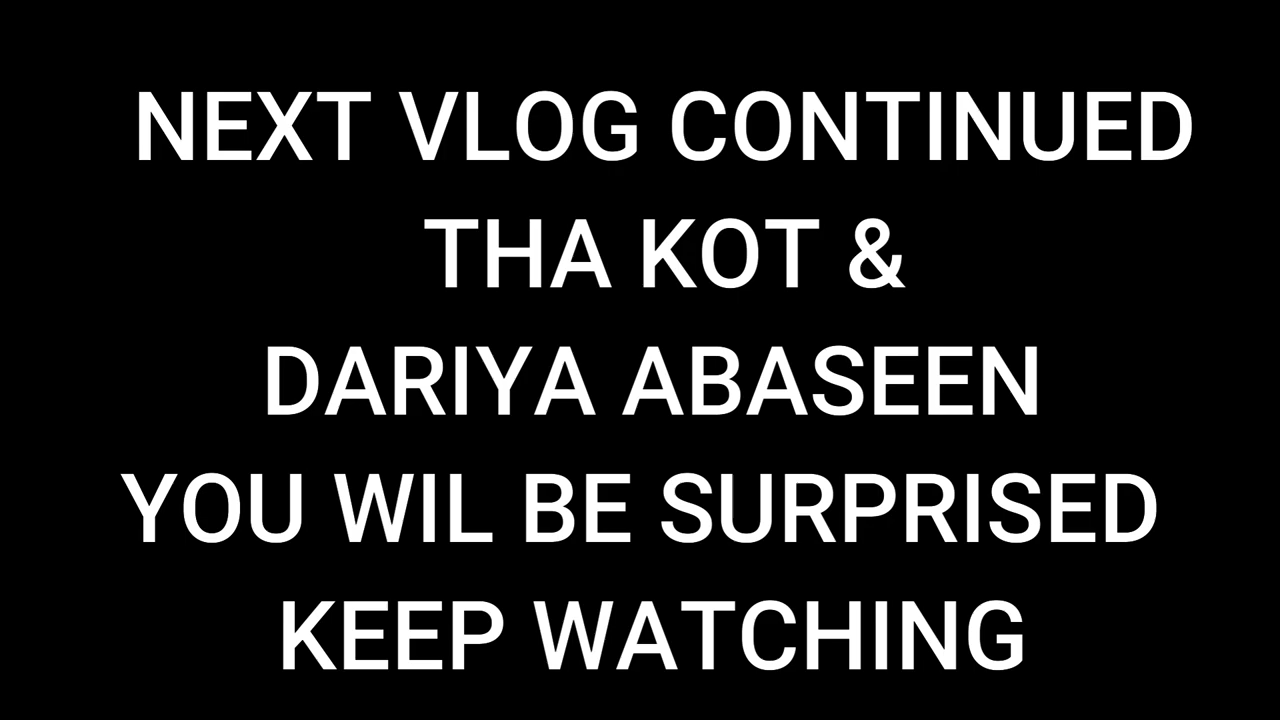 NEXT VLOG CONTINUED
THA KOT &
DARIYA ABASEEN
YOU WIL BE SURPRISED
KEEP WATCHING